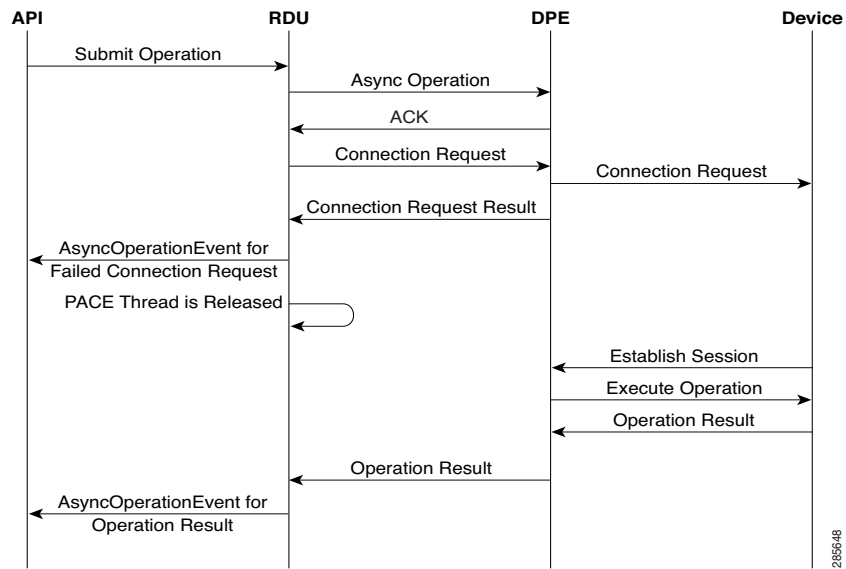 API RDU DPE Device
Submit Operation
Async Operation
ACK
Connection Request
Connection Request
Connection Request Result
AsyncOperationEvent for
Failed Connection Request
PACE Thread is Released
Establish Session
Execute Operation
Operation Result
Operation Result
AsyncOperationEvent for
Operation Result
285648